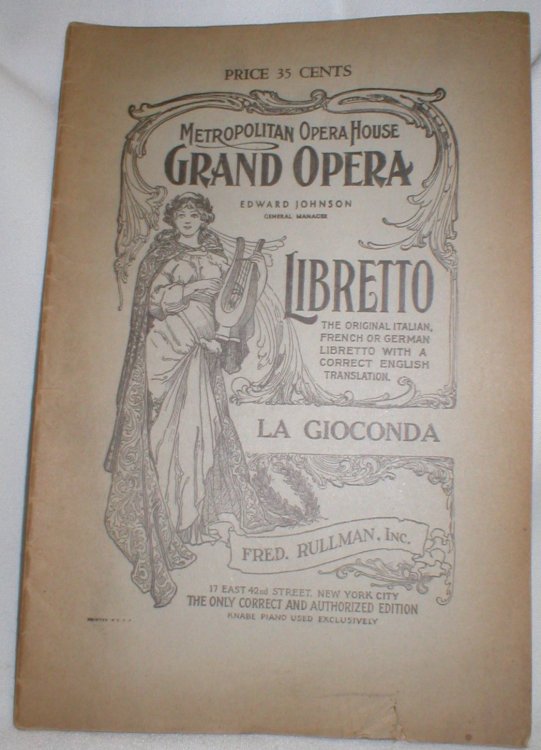 PRICE 35 CENTS
METROPOLITAN OPERA HOUSE
GRAND OPERA
EDWARD JOHNSON
GENERAL MANAGER
LIBRETTO
THE ORIGINAL ITALIAN,
FRENCH OR GERMAN
LIBRETTO WITH A
CORRECT ENGLISH
TRANSLATION.
LA GIOCONDA
FRED. RULLMAN, INC.
17 EAST 42nd STREET, NEW YORK CITY
THE ONLY CORRECT AND AUTHORIZED EDITION
KNABE PIANO USED EXCLUSIVELY